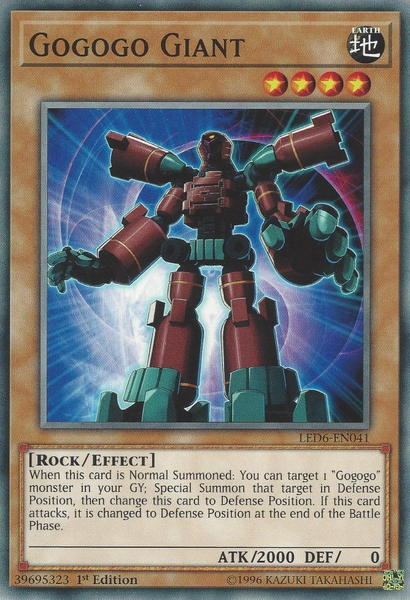 GOGOGO GIANT
EARTH
地
LED6-EN041
[ROCK/EFFECT]
When this card is Normal Summoned: You can target 1 "Gogogo"
monster in your GY; Special Summon that target in Defense
Position, then change this card to Defense Position. If this card
attacks, it is changed to Defense Position at the end of the Battle
Phase.
ATK/2000 DEF/ 0
39695323 1st Edition ©1996 KAZUKI TAKAHASHI